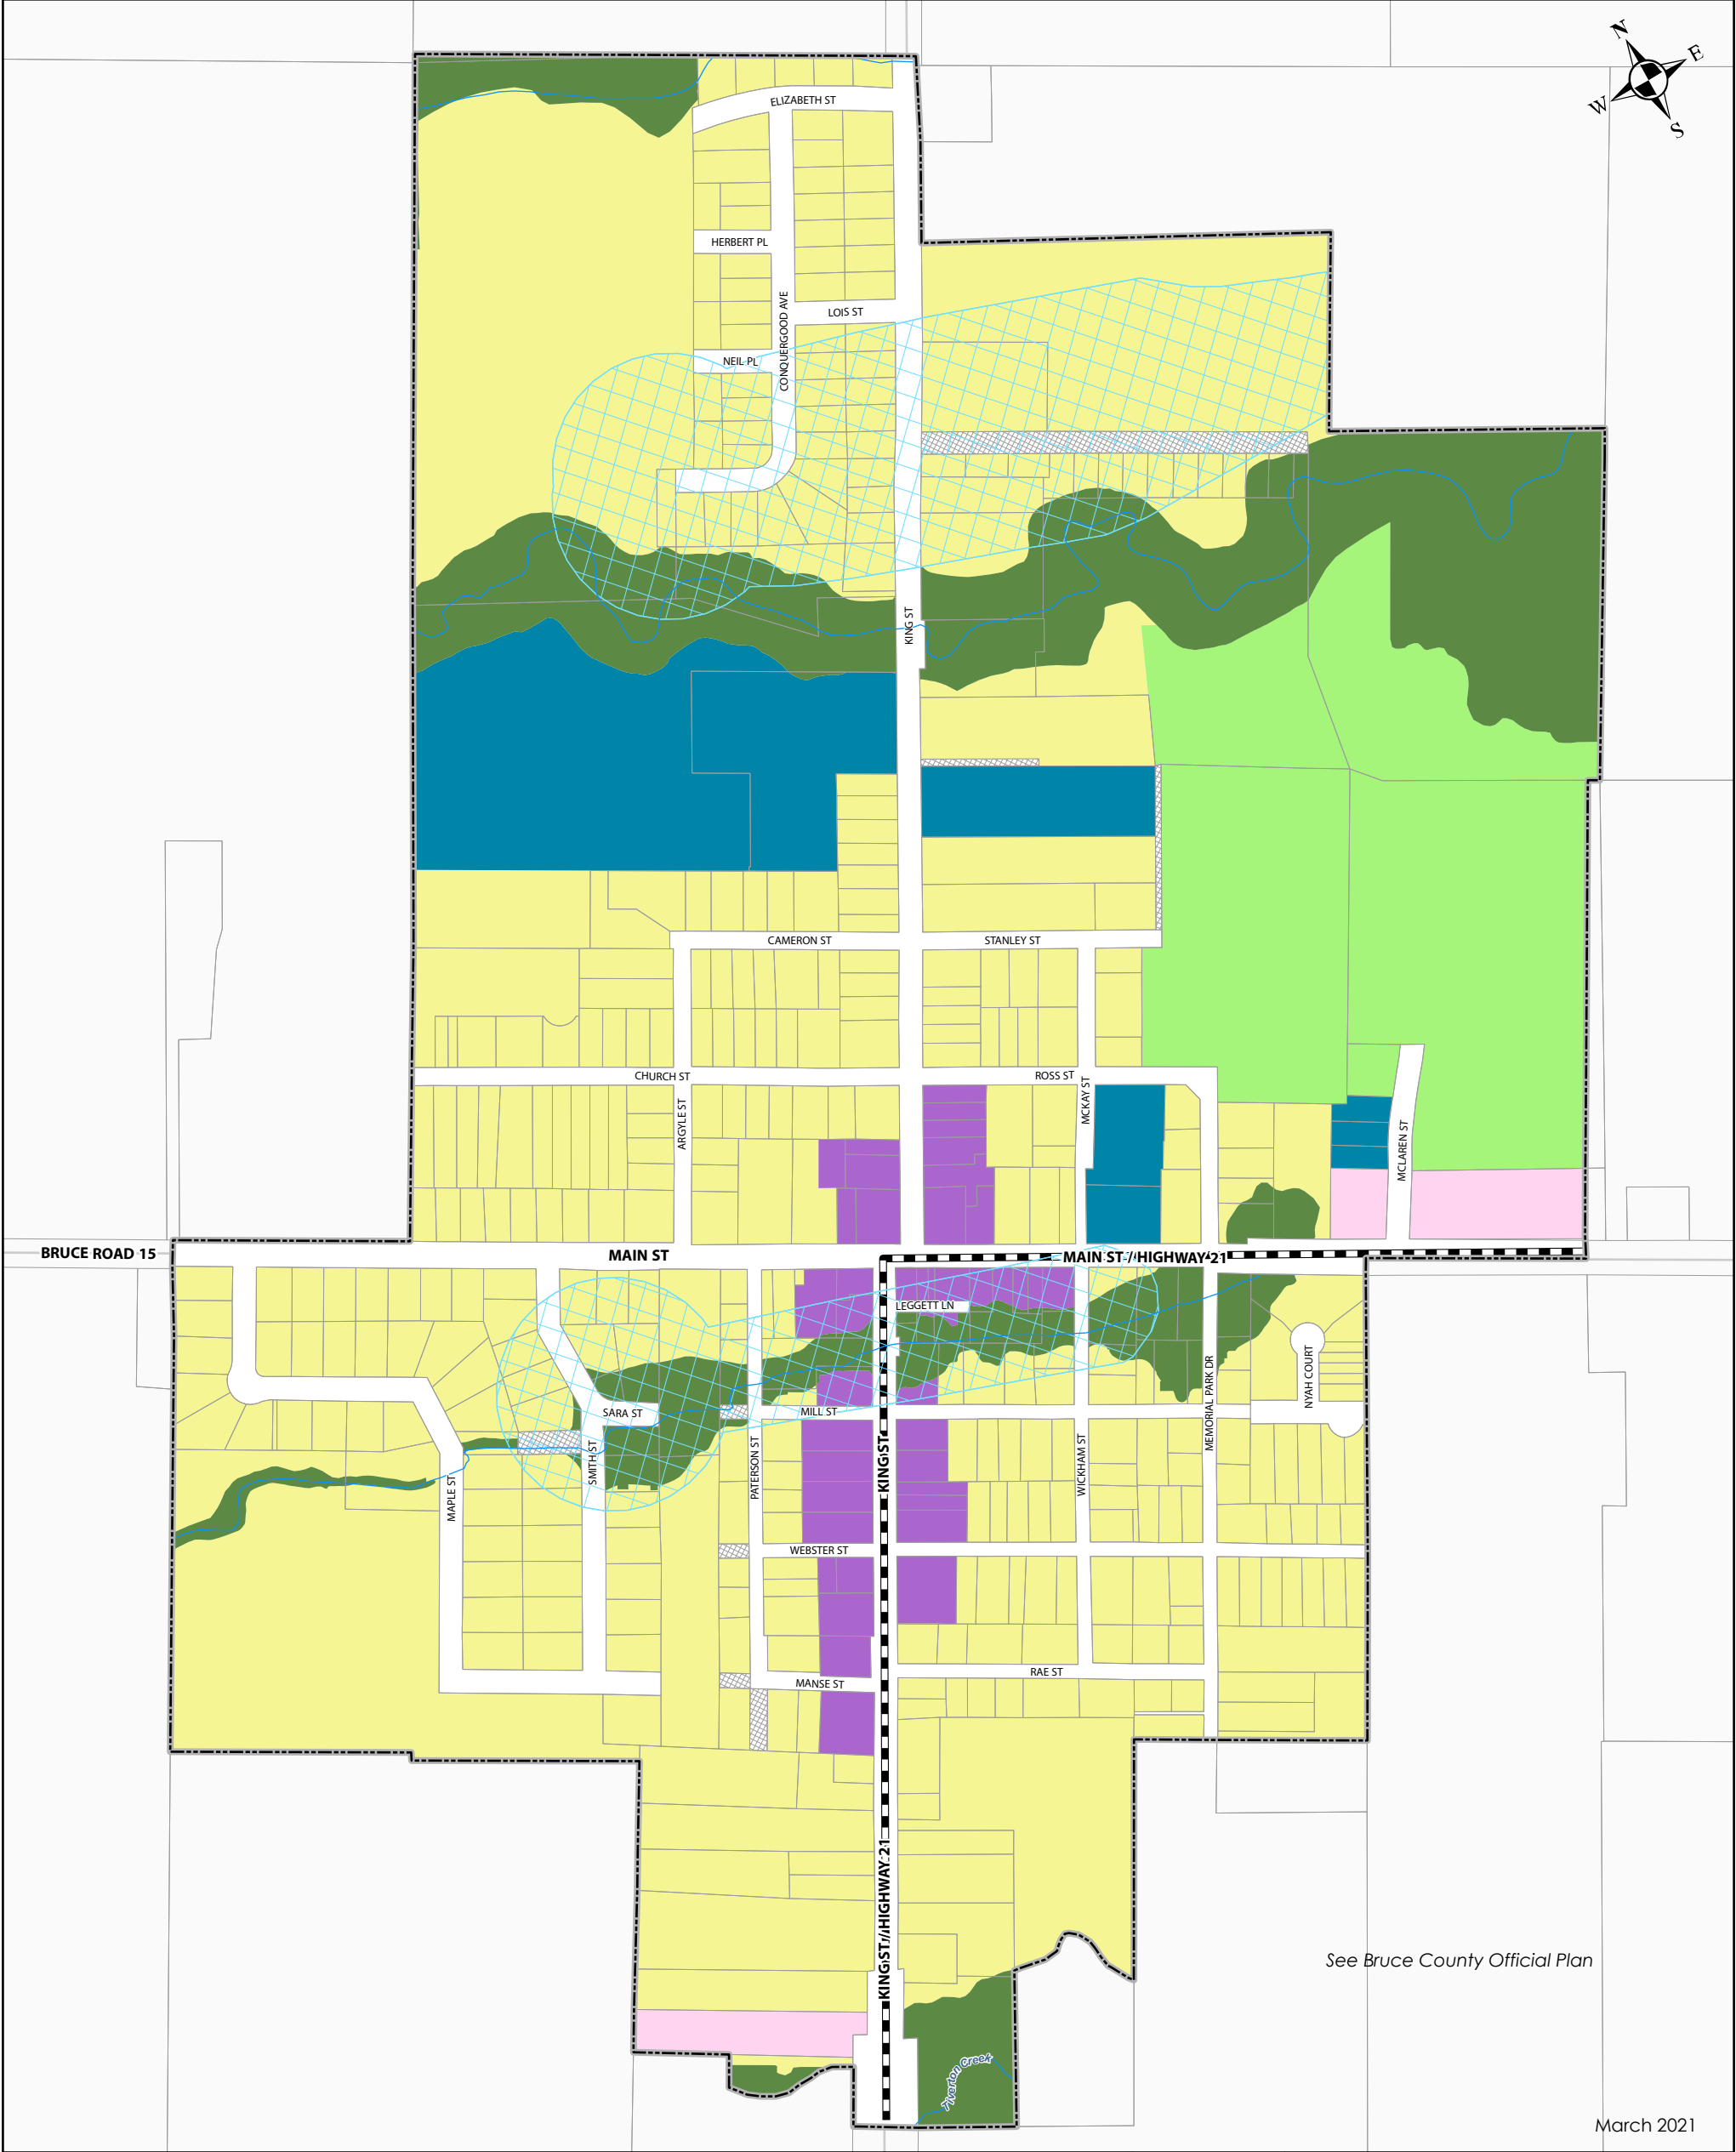 N
E
W
S
ELIZABETH ST
HERBERT PL
CONQUERGOOD AVE
LOIS ST
NEIL PL
KING ST
CAMERON ST
STANLEY ST
CHURCH ST
ROSS ST
MCKAY ST
ARGYLE ST
MCLAREN ST
BRUCE ROAD 15
MAIN ST
MAIN ST / HIGHWAY 21
LEGGETT LN
NYAH COURT
MEMORIAL PARK DR
SARA ST
MILL ST
SMITH ST
PATERSON ST
KING ST
WICKHAM ST
MAPLE ST
WEBSTER ST
RAE ST
MANSE ST
KING ST / HIGHWAY 21
See Bruce County Official Plan
Tiverton Creek
March 2021